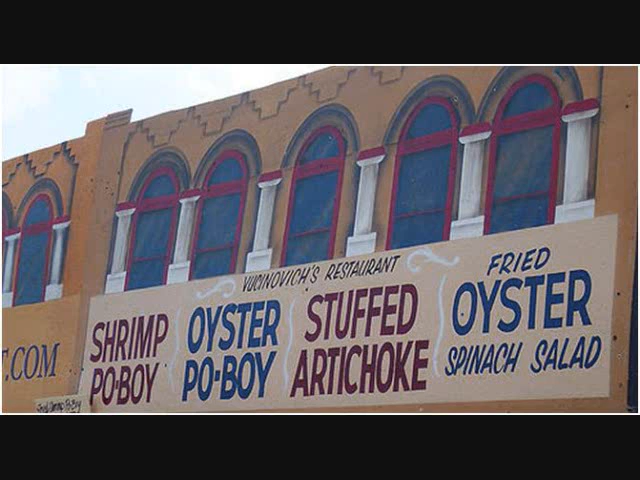 VUCINOVICH'S RESTAURANT
SHRIMP
PO-BOY
OYSTER
PO-BOY
STUFFED
ARTICHOKE
FRIED
OYSTER
SPINACH SALAD
T.COM